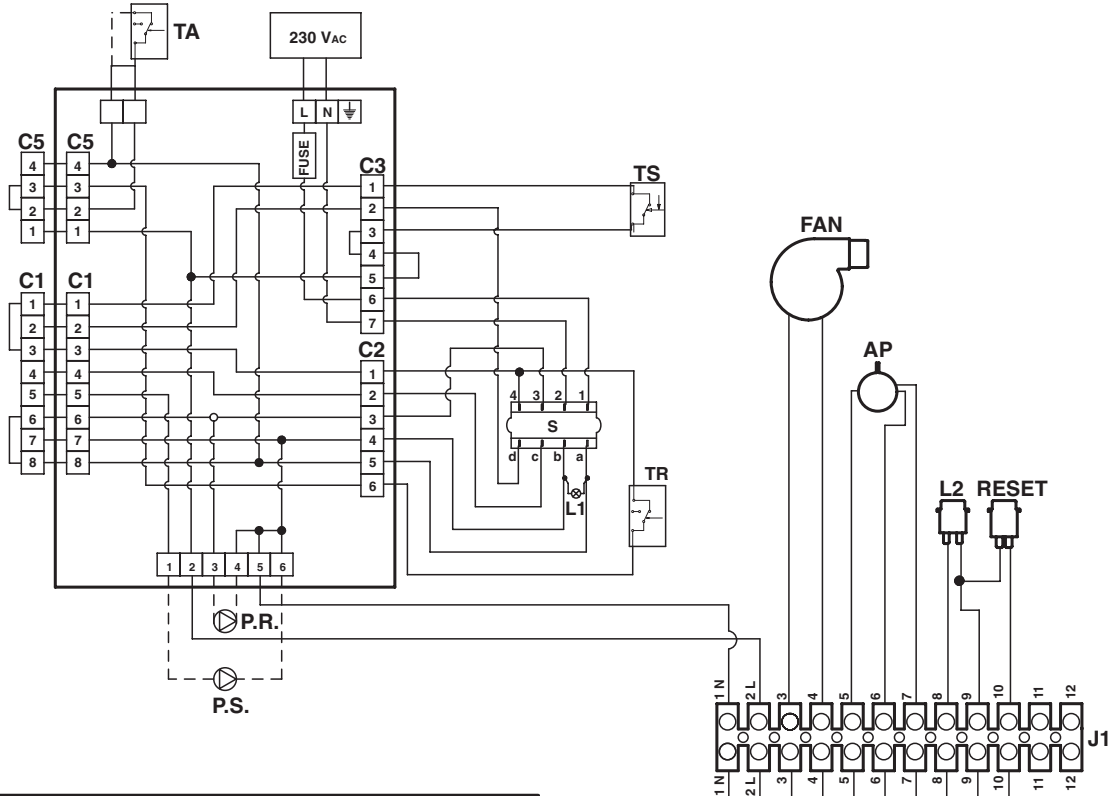 TA
230 VAC
L N
FUSE
C5 C5
4 4
3 3
2 2
1 1
C3
1
2
3
4
5
6
7
TS
FAN
C1 C1
1 1
2 2
3 3
4 4
5 5
6 6
7 7
8 8
C2
1
2
3
4
5
6
AP
4 3 2 1
S
d c b a
L1
TR
L2 RESET
1 2 3 4 5 6
P.R.
P.S.
1 N 2 L 3 4 5 6 7 8 9 10 11 12
J1
1 N 2 L 3 4 5 6 7 8 9 10 11 12